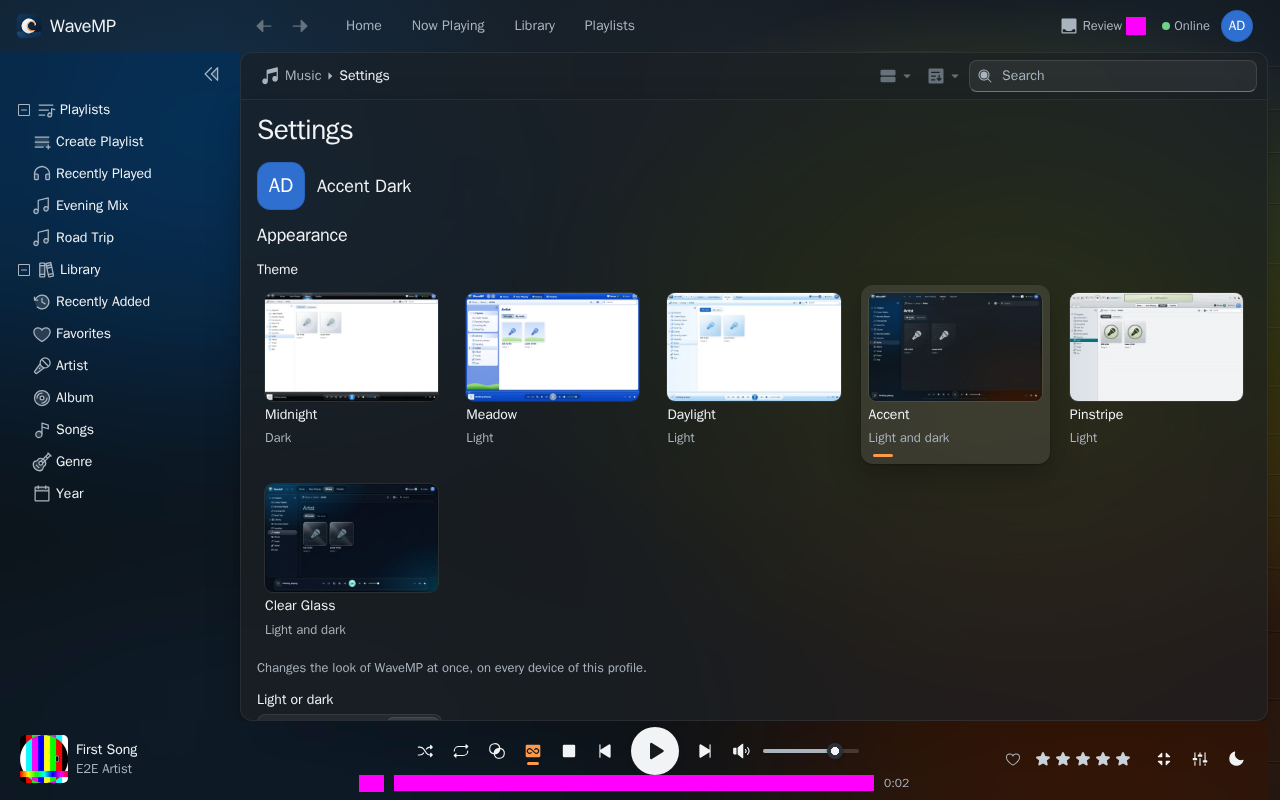 WaveMP
Home
Now Playing
Library
Playlists
Review
Online
AD
Music
Settings
Search
Playlists
Create Playlist
Recently Played
Evening Mix
Road Trip
Library
Recently Added
Favorites
Artist
Album
Songs
Genre
Year
Settings
AD
Accent Dark
Appearance
Theme
Midnight
Dark
Meadow
Light
Daylight
Light
Accent
Light and dark
Pinstripe
Light
Clear Glass
Light and dark
Changes the look of WaveMP at once, on every device of this profile.
Light or dark
First Song
E2E Artist
0:02